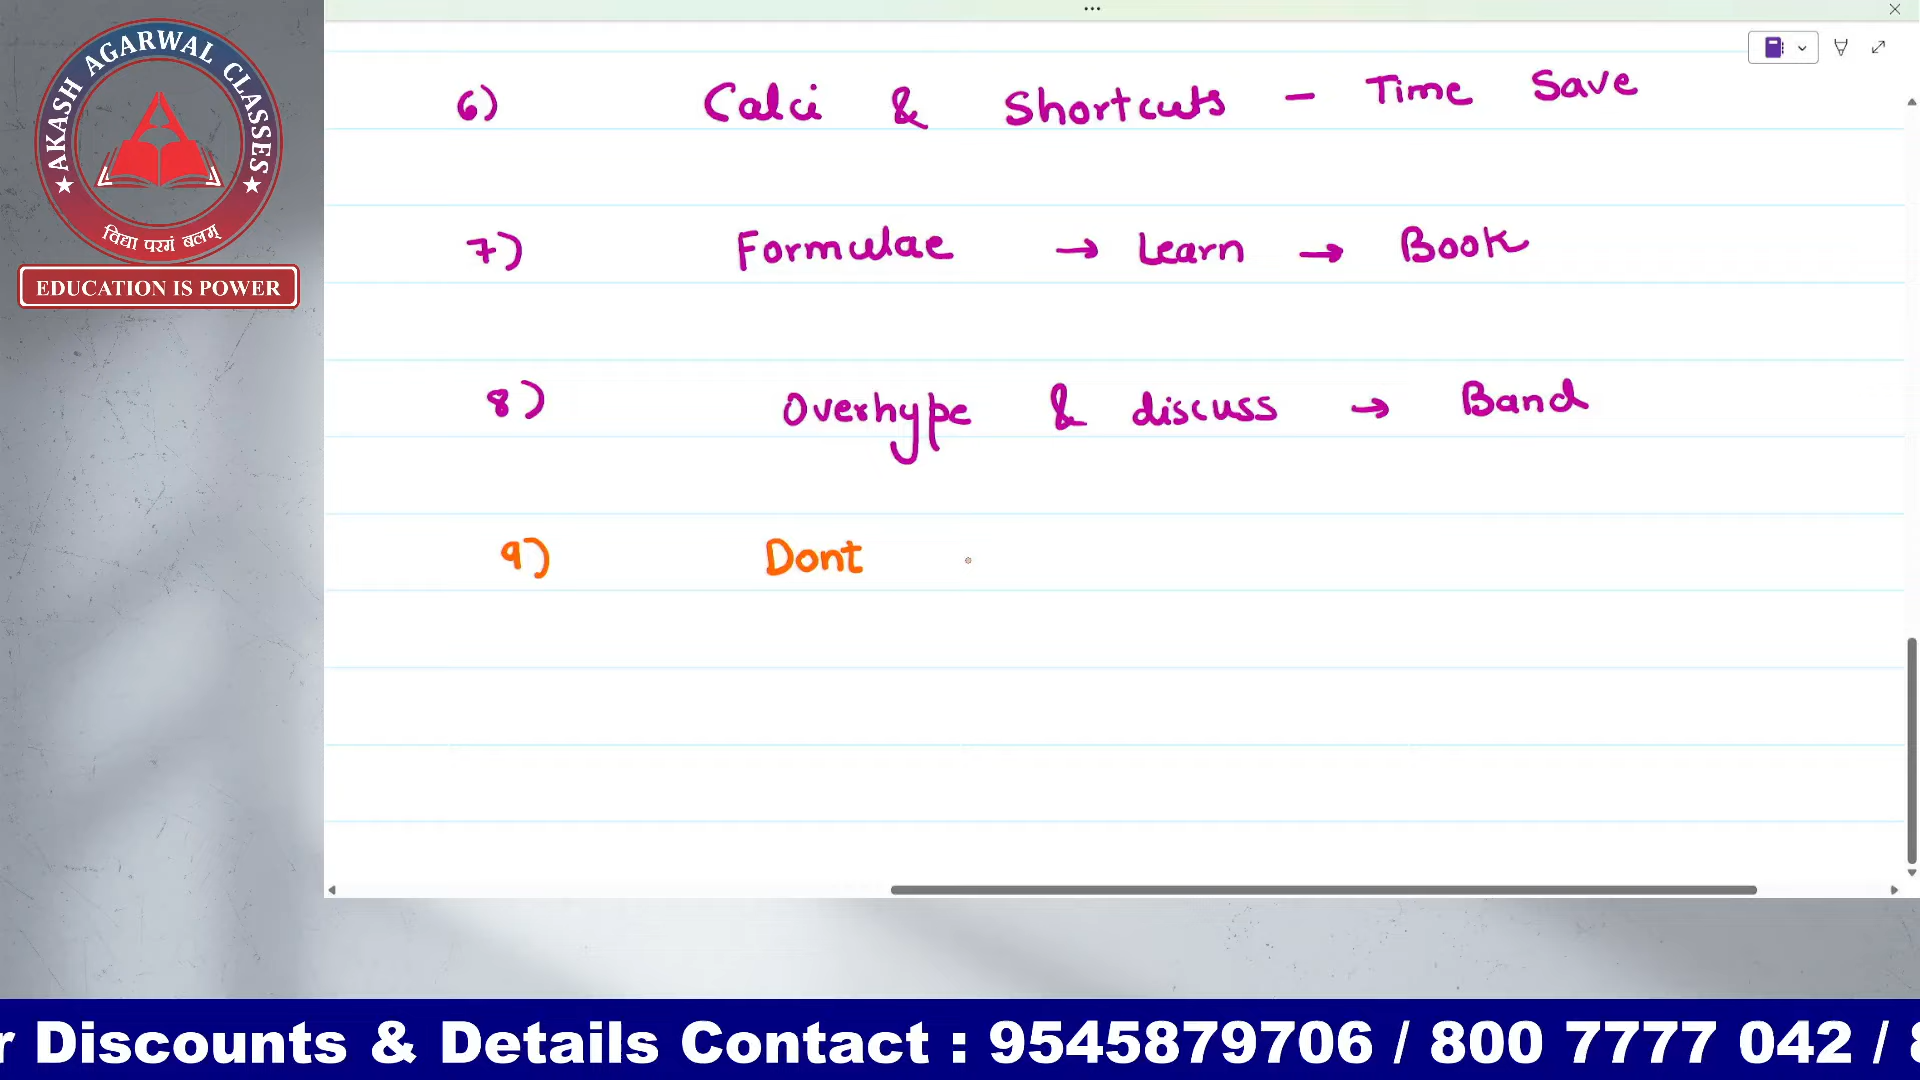 AKASH AGARWAL CLASSES
विद्या परमं बलम्
EDUCATION IS POWER
6) Calci & Shortcuts - Time Save
7) Formulae → Learn → Book
8) Overhype & discuss → Band
9) Dont
r Discounts & Details Contact : 9545879706 / 800 7777 042 / 8